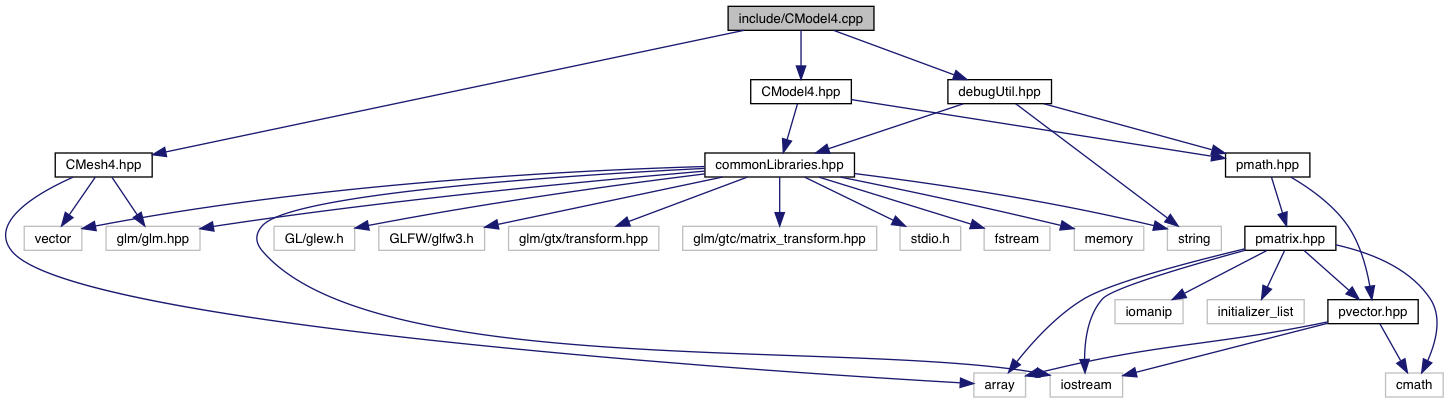 include/CModel4.cpp
CModel4.hpp
debugUtil.hpp
CMesh4.hpp
commonLibraries.hpp
pmath.hpp
vector
glm/glm.hpp
GL/glew.h
GLFW/glfw3.h
glm/gtx/transform.hpp
glm/gtc/matrix_transform.hpp
stdio.h
fstream
memory
string
pmatrix.hpp
iomanip
initializer_list
pvector.hpp
array
iostream
cmath